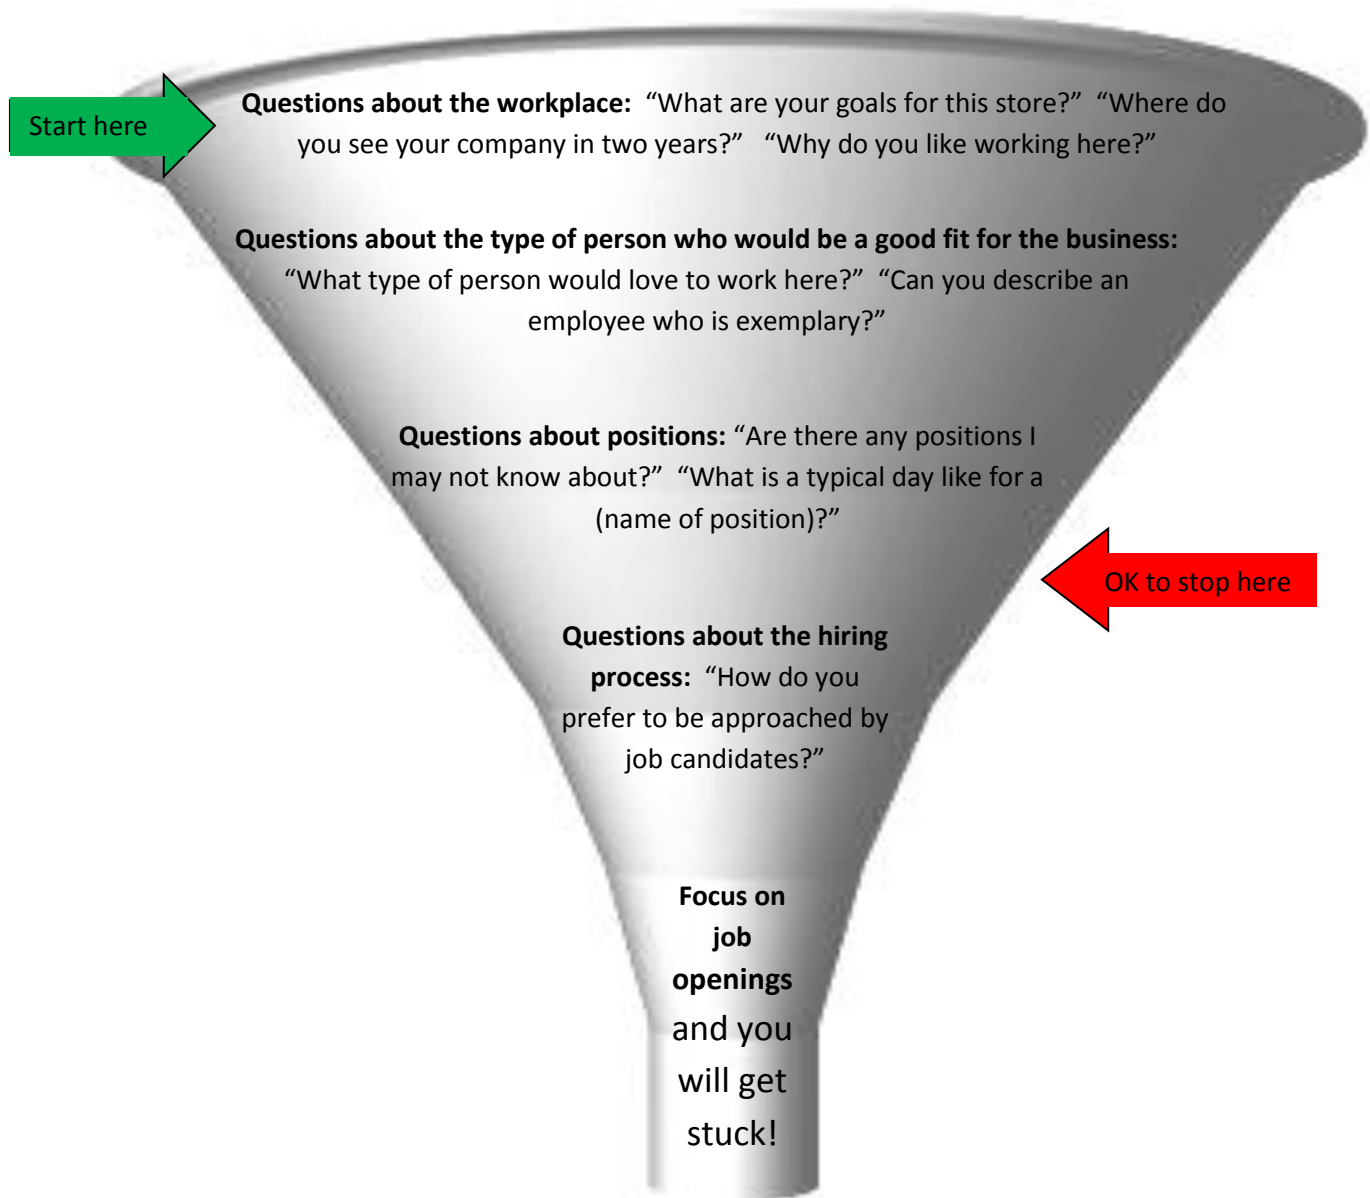 Start here
Questions about the workplace: “What are your goals for this store?” “Where do
you see your company in two years?” “Why do you like working here?”
Questions about the type of person who would be a good fit for the business:
“What type of person would love to work here?” “Can you describe an
employee who is exemplary?”
Questions about positions: “Are there any positions I
may not know about?” “What is a typical day like for a
(name of position)?”
OK to stop here
Questions about the hiring
process: “How do you
prefer to be approached by
job candidates?”
Focus on
job
openings
and you
will get
stuck!